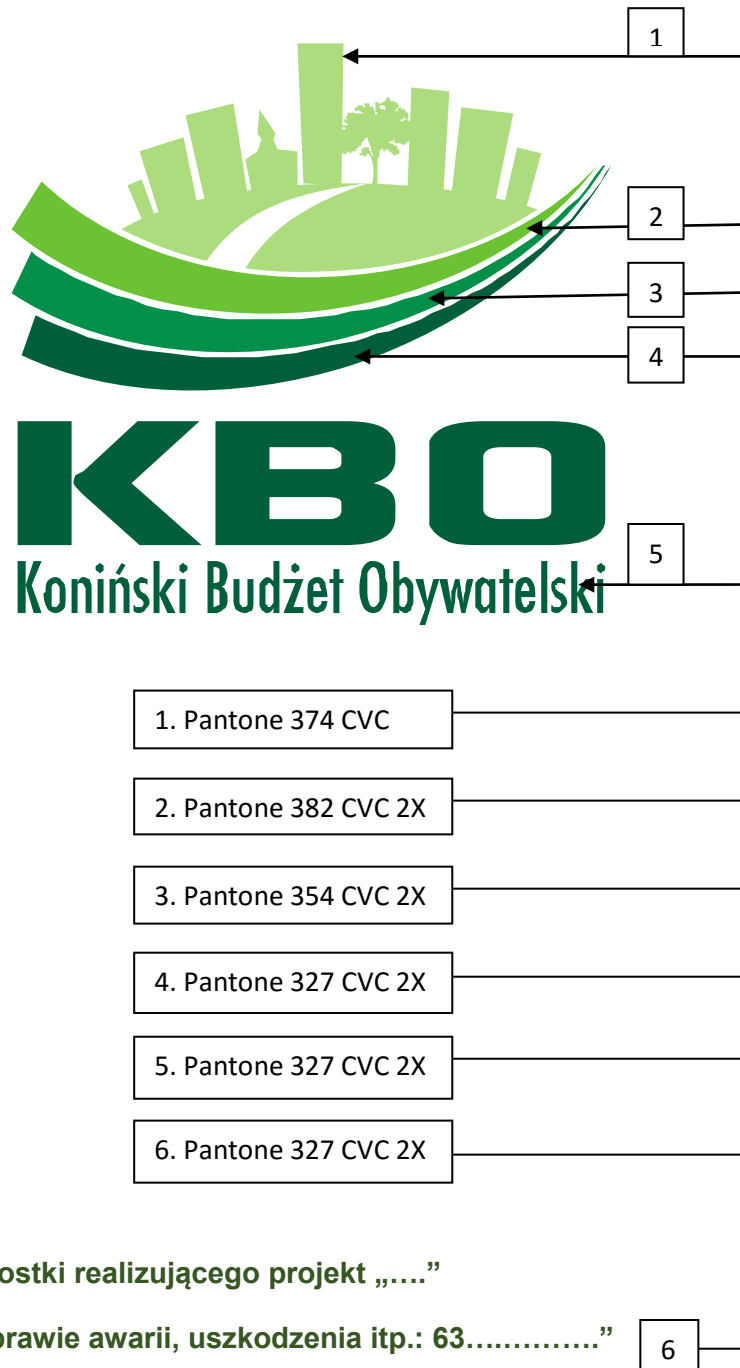 1
2
3
4
KBO
5
Koniński Budżet Obywatelski
1. Pantone 374 CVC
2. Pantone 382 CVC 2X
3. Pantone 354 CVC 2X
4. Pantone 327 CVC 2X
5. Pantone 327 CVC 2X
6. Pantone 327 CVC 2X
ostki realizującego projekt „….”
prawie awarii, uszkodzenia itp.: 63….……….”
6